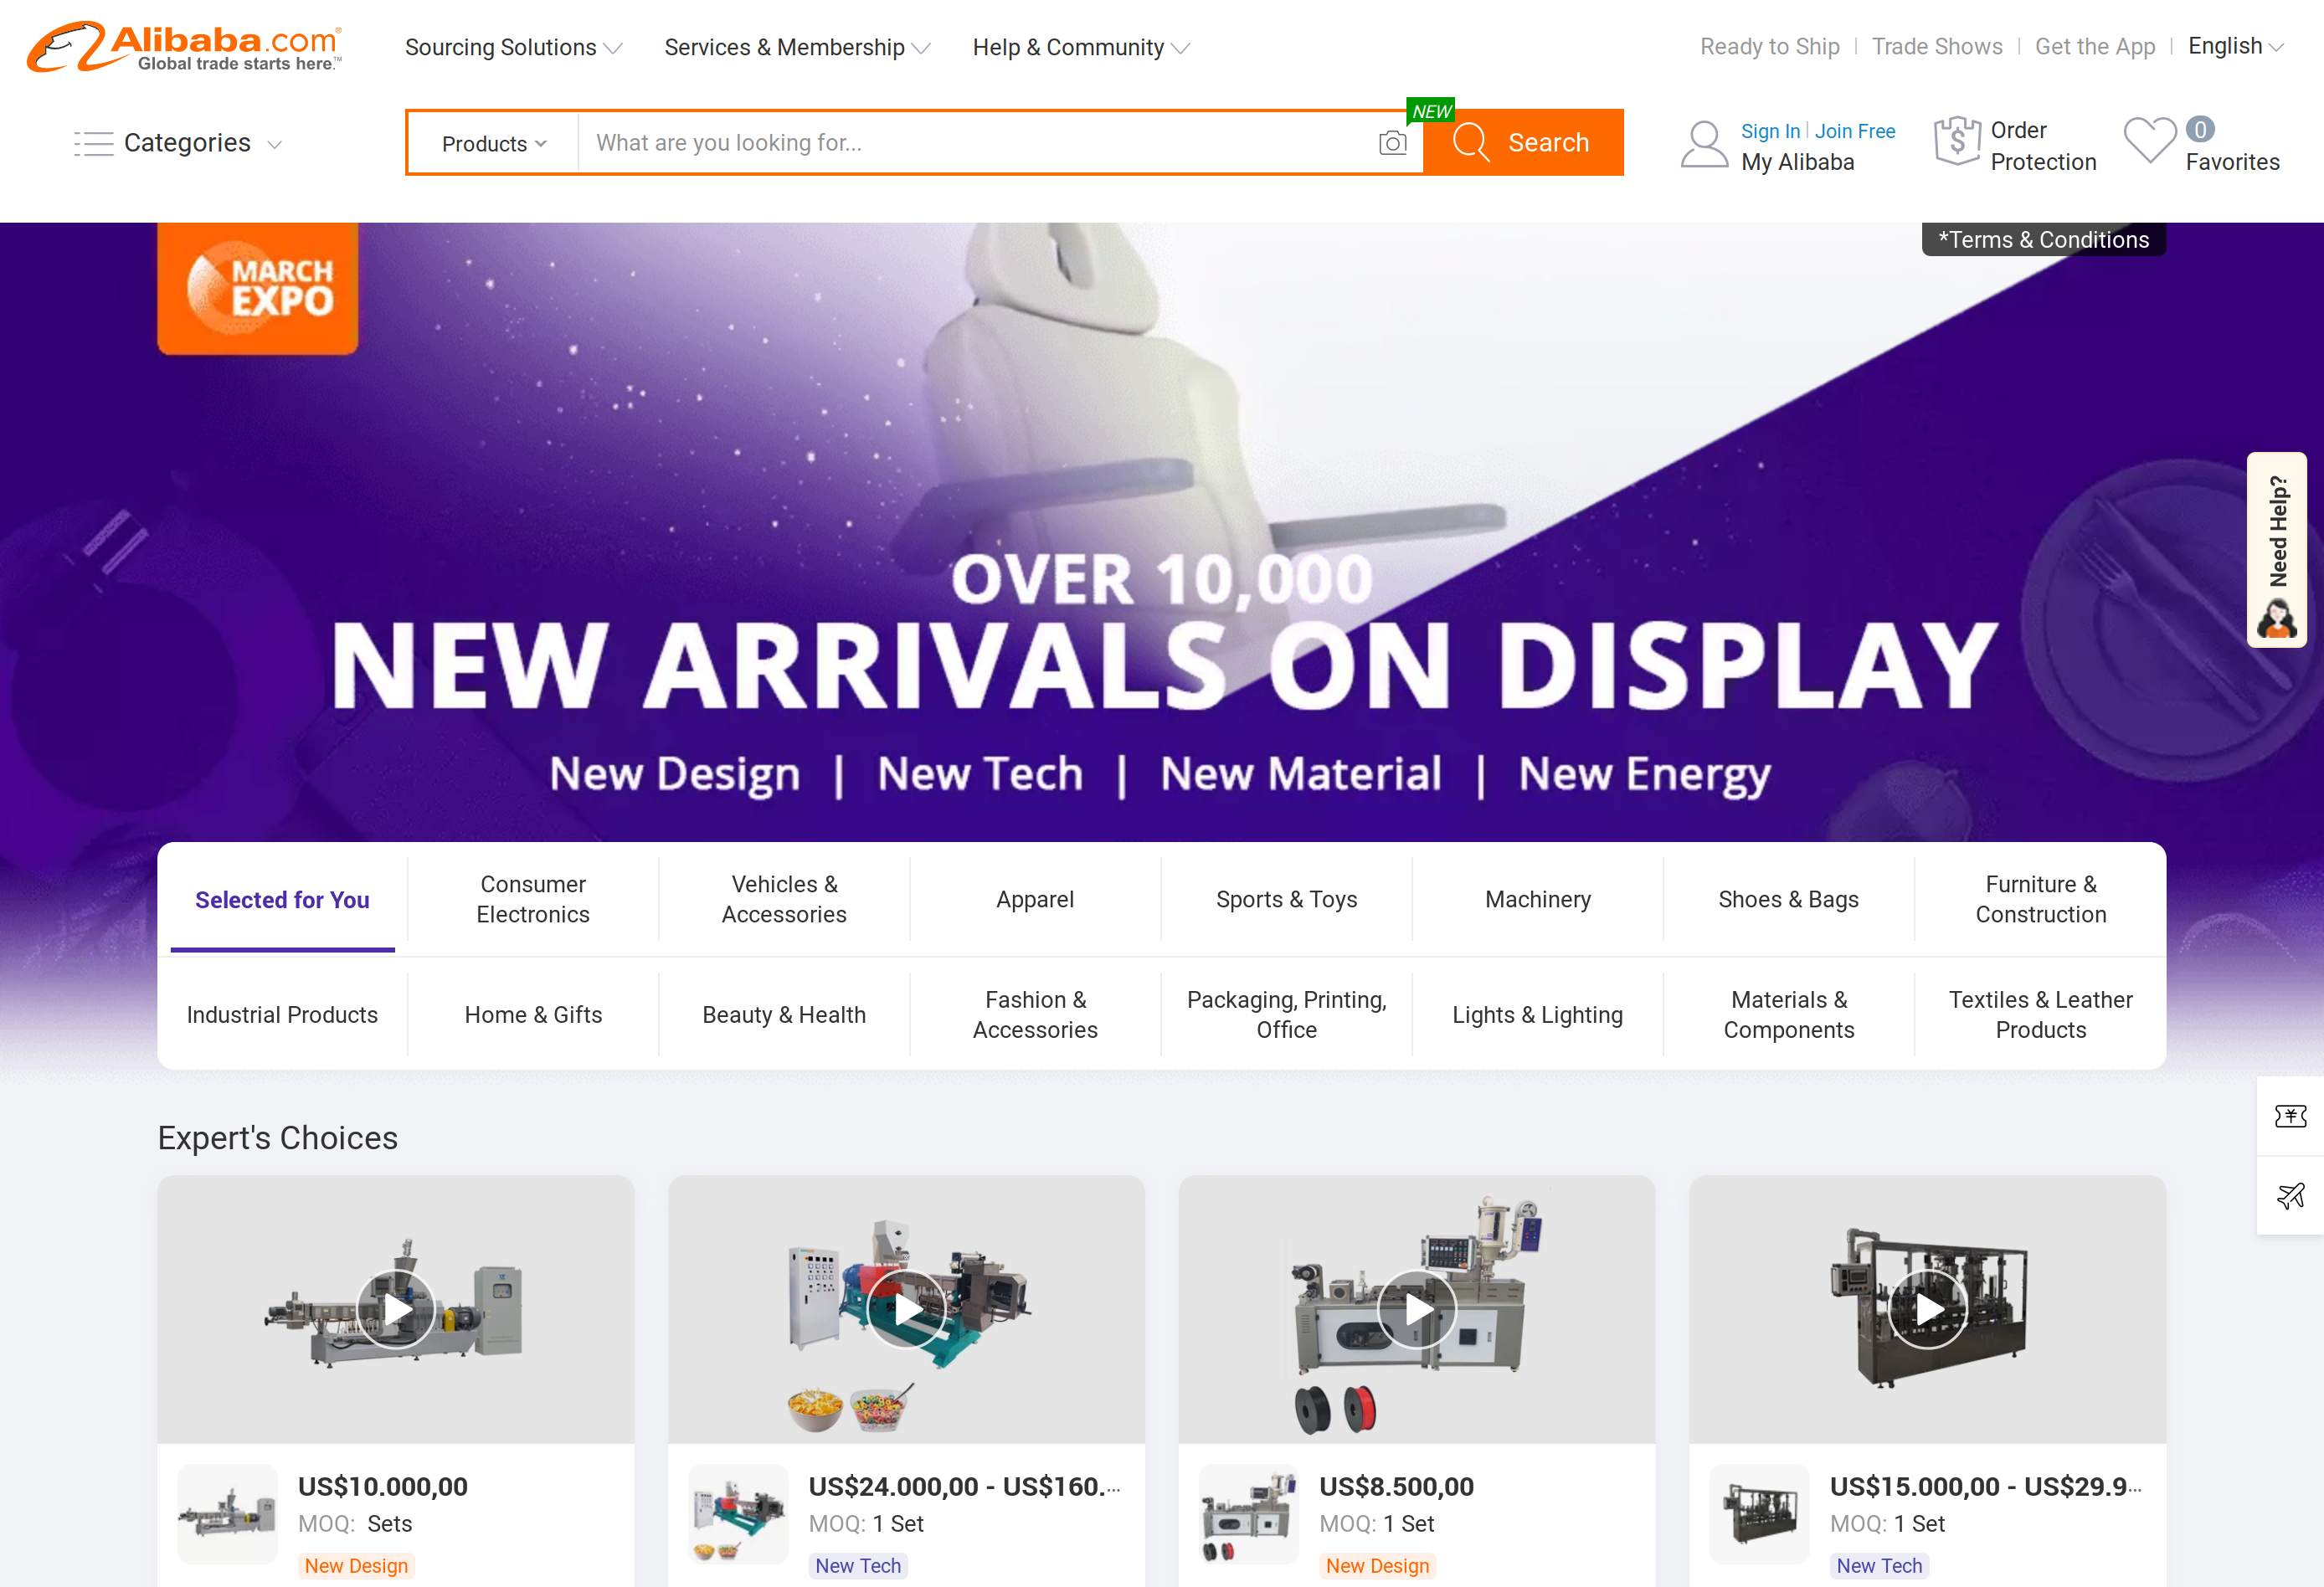 Alibaba.com®
Global trade starts here.™
Sourcing Solutions
Services & Membership
Help & Community
Ready to Ship
Trade Shows
Get the App
English
Categories
Products
What are you looking for...
NEW
Search
Sign In
Join Free
My Alibaba
Order
Protection
0
Favorites
MARCH
EXPO
*Terms & Conditions
Need Help?
OVER 10,000
NEW ARRIVALS ON DISPLAY
New Design | New Tech | New Material | New Energy
Selected for You
Consumer
Electronics
Vehicles &
Accessories
Apparel
Sports & Toys
Machinery
Shoes & Bags
Furniture &
Construction
Industrial Products
Home & Gifts
Beauty & Health
Fashion &
Accessories
Packaging, Printing,
Office
Lights & Lighting
Materials &
Components
Textiles & Leather
Products
Expert's Choices
US$10.000,00
MOQ: Sets
New Design
US$24.000,00 - US$160....
MOQ: 1 Set
New Tech
US$8.500,00
MOQ: 1 Set
New Design
US$15.000,00 - US$29.9...
MOQ: 1 Set
New Tech